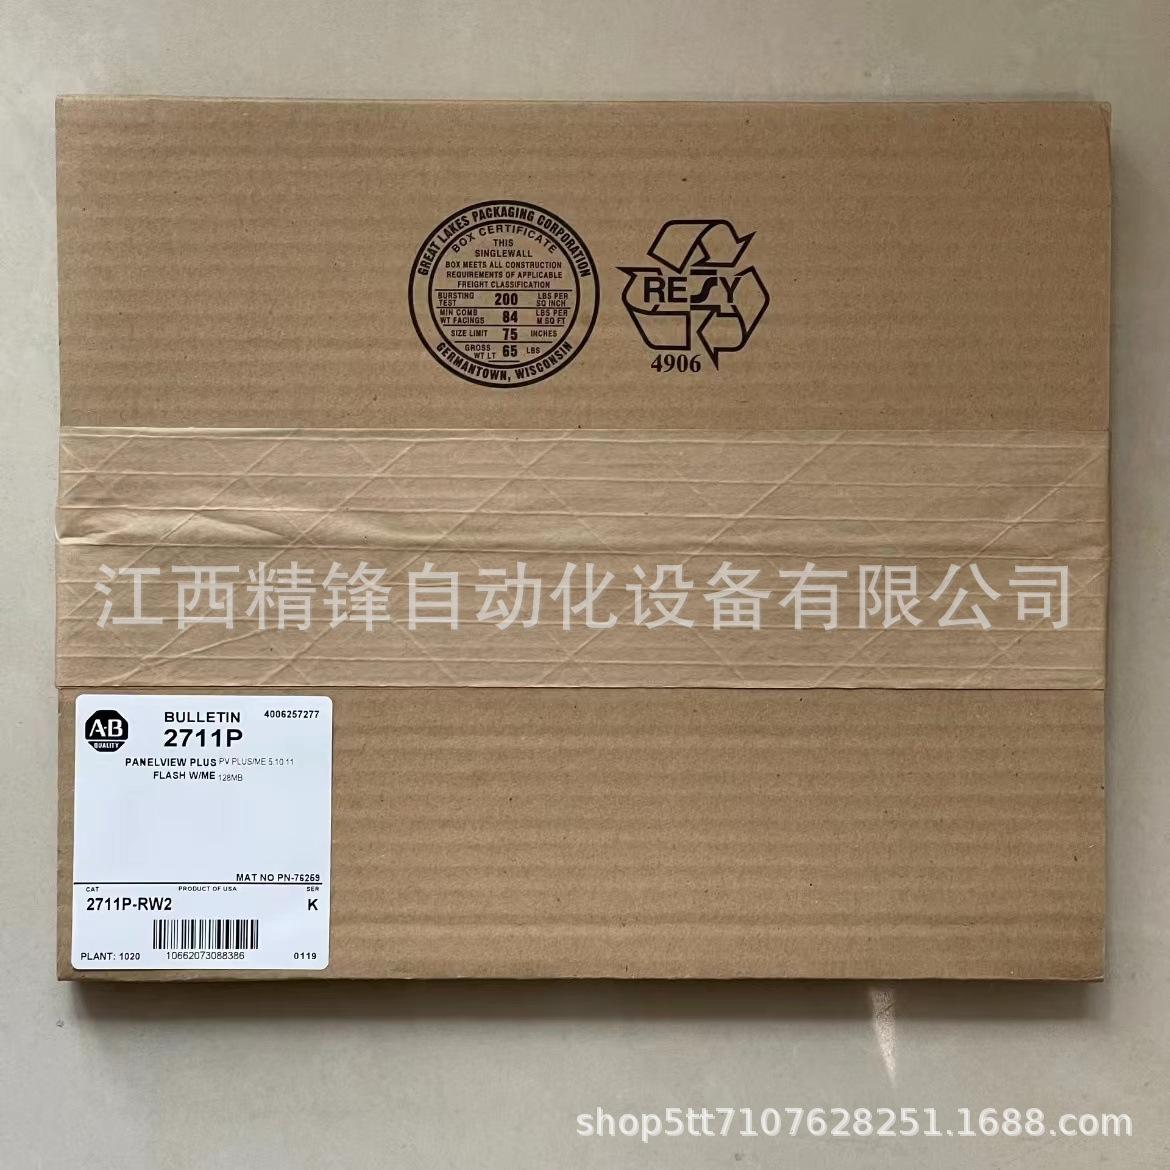 GREAT LAKES PACKAGING CORPORATION
BOX CERTIFICATE
THIS
SINGLEWALL
BOX MEETS ALL CONSTRUCTION
REQUIREMENTS OF APPLICABLE
FREIGHT CLASSIFICATION
BURSTING TEST 200 LBS PER SQ INCH
MIN COMB WT FACINGS 84 LBS PER M SQ FT
SIZE LIMIT 75 INCHES
GROSS WT LT 65 LBS
GERMANTOWN, WISCONSIN
RESY
4906
江西精锋自动化设备有限公司
A-B
QUALITY
BULLETIN 4006257277
2711P
PANELVIEW PLUS PV PLUS/ME 5.10.11
FLASH W/ME 128MB
MAT NO PN-76259
CAT PRODUCT OF USA SER
2711P-RW2 K
PLANT: 1020 10662073088386 0119
shop5tt7107628251.1688.com